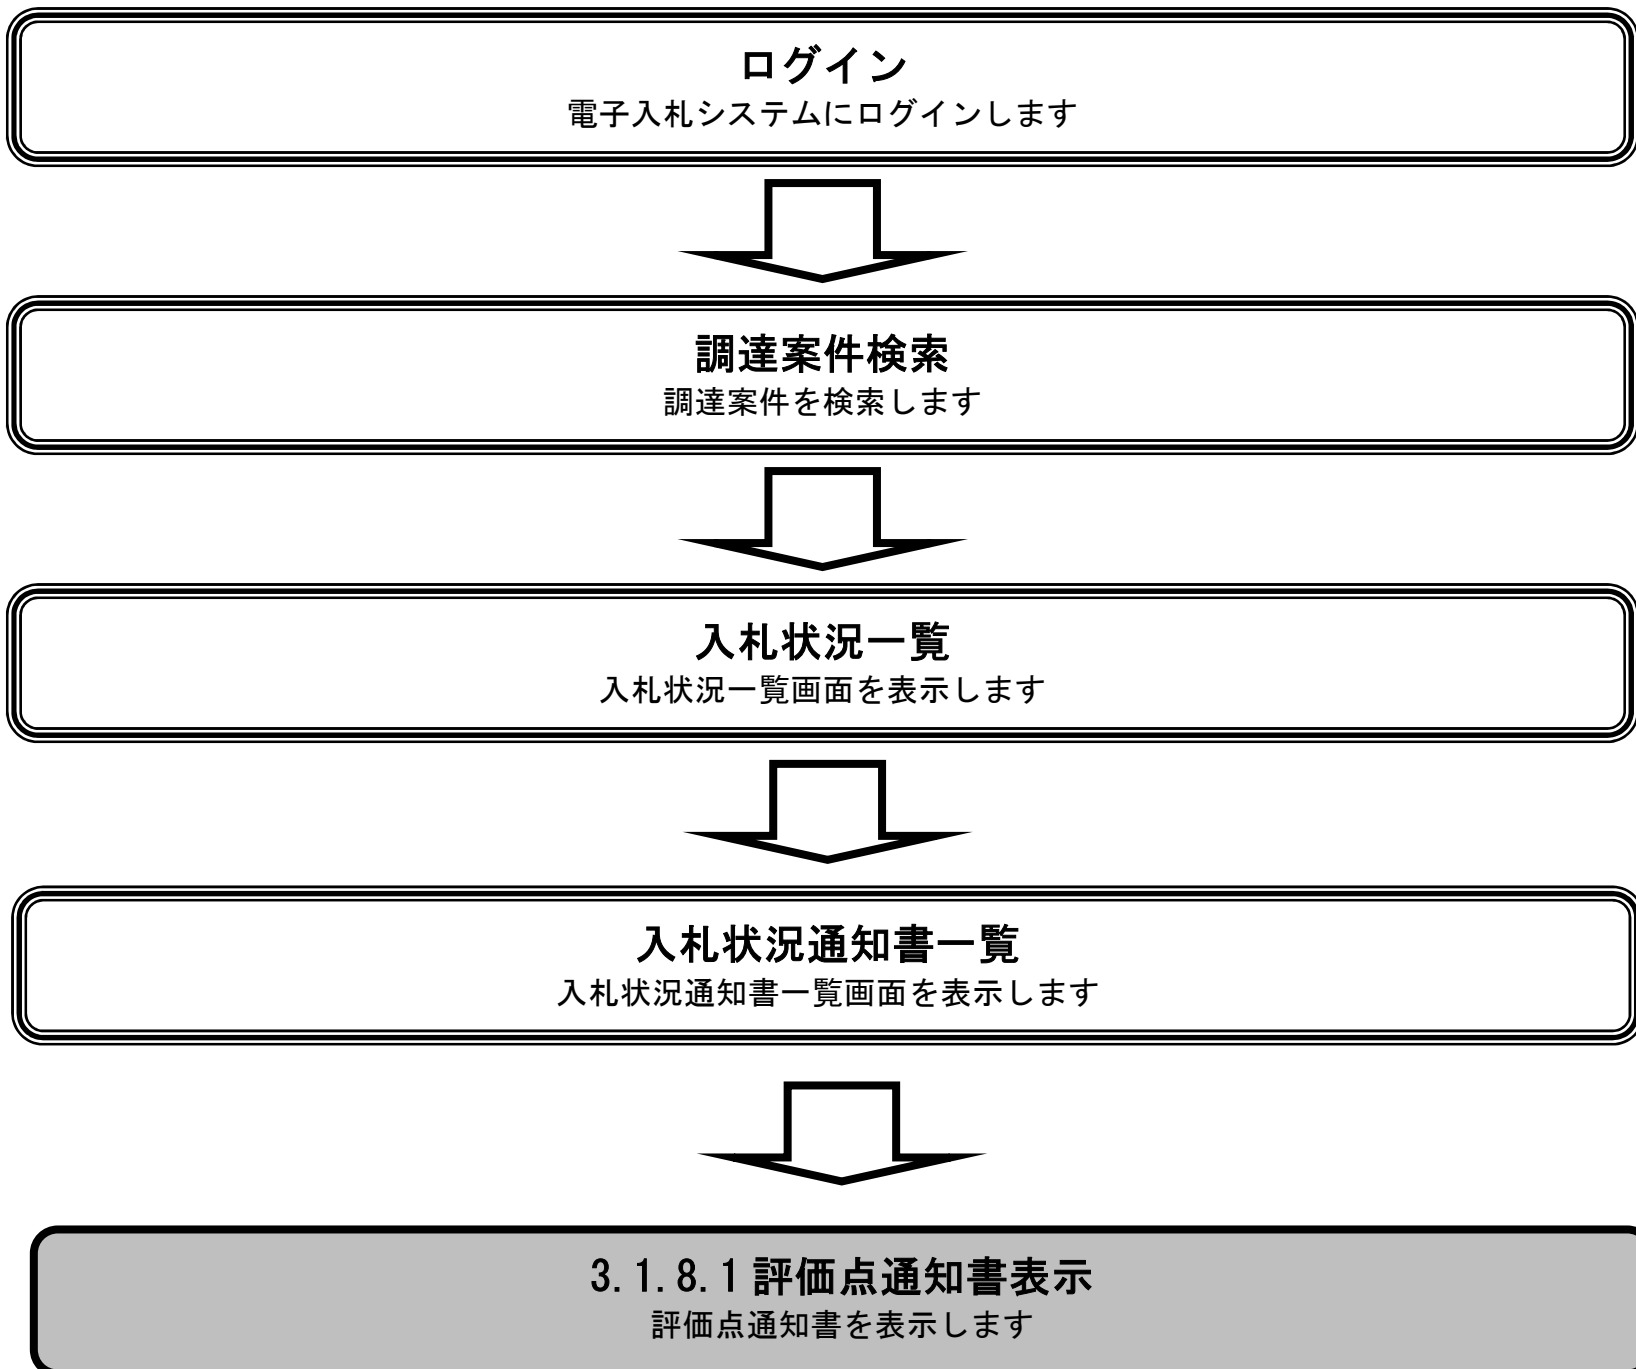 ログイン
電子入札システムにログインします
調達案件検索
調達案件を検索します
入札状況一覧
入札状況一覧画面を表示します
入札状況通知書一覧
入札状況通知書一覧画面を表示します
3.1.8.1評価点通知書表示
評価点通知書を表示します